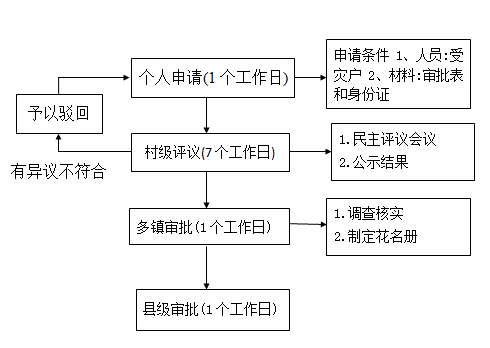 个人申请(1个工作日)
申请条件 1、人员:受
灾户 2、材料:审批表
和身份证
予以驳回
有异议不符合
村级评议(7个工作日)
1.民主评议会议
2.公示结果
多镇审批(1个工作日)
1.调查核实
2.制定花名册
县级审批(1个工作日)